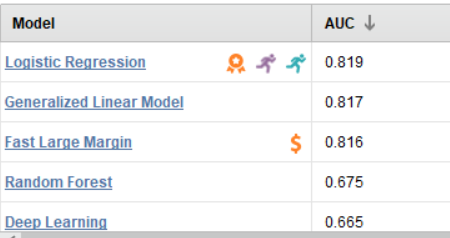 Model AUC
Logistic Regression 0.819
Generalized Linear Model 0.817
Fast Large Margin $ 0.816
Random Forest 0.675
Deep Learning 0.665